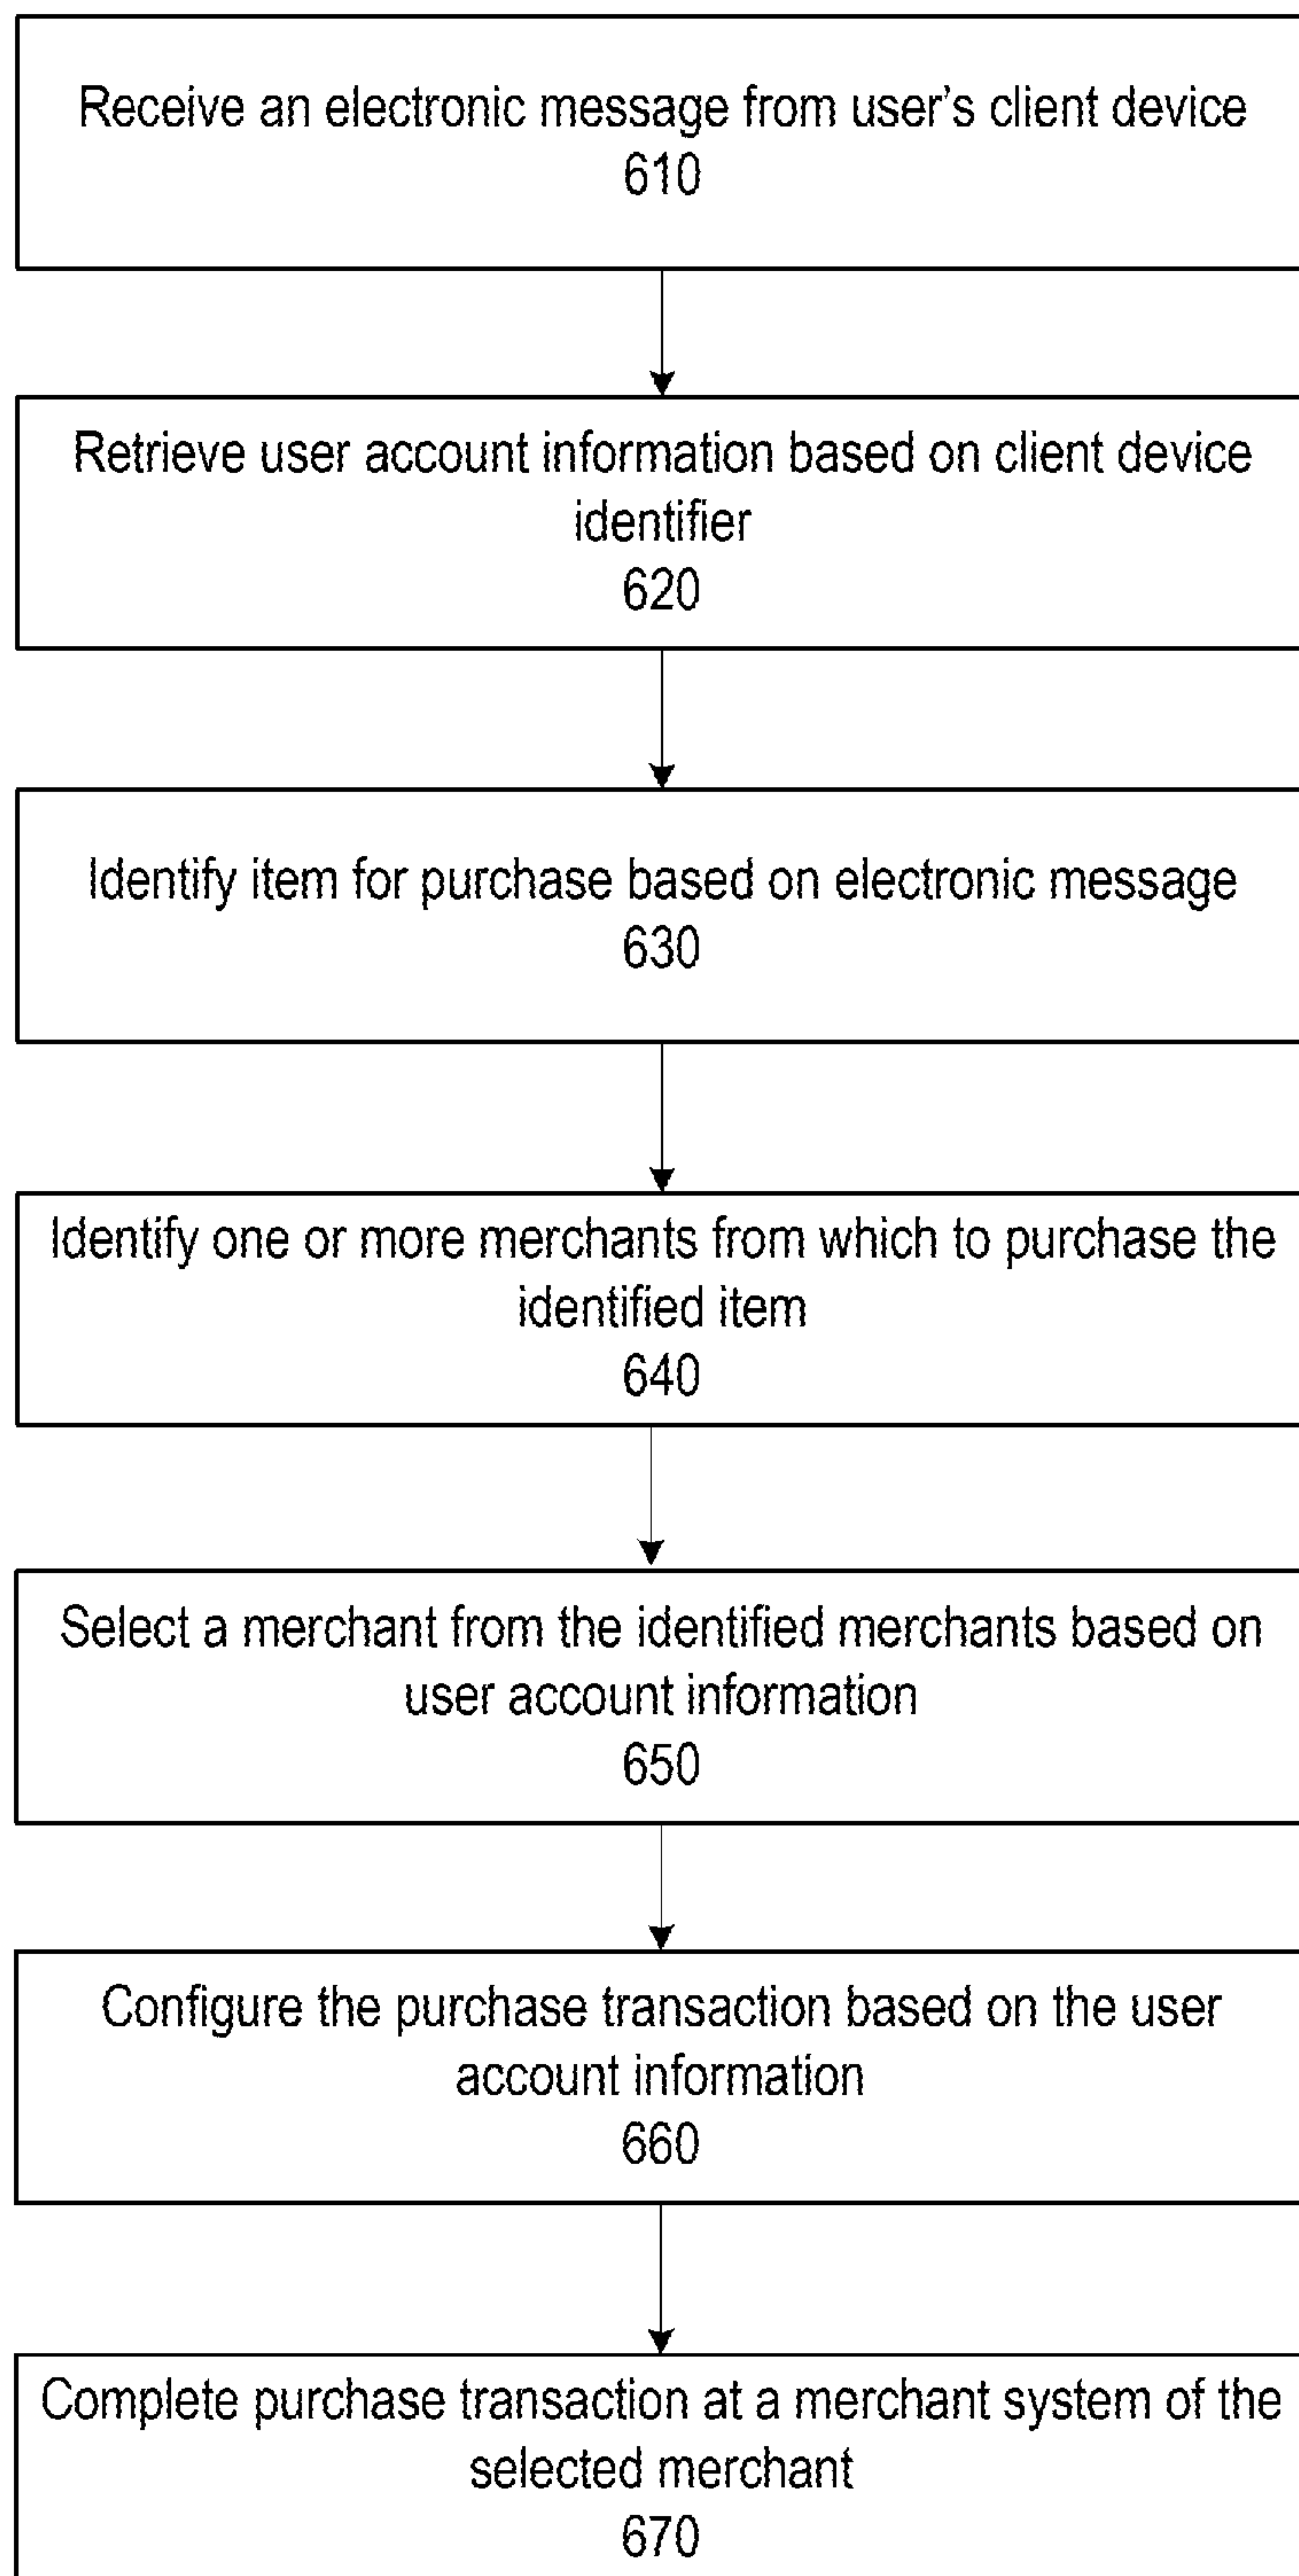 Receive an electronic message from user's client device
610
Retrieve user account information based on client device
identifier
620
Identify item for purchase based on electronic message
630
Identify one or more merchants from which to purchase the
identified item
640
Select a merchant from the identified merchants based on
user account information
650
Configure the purchase transaction based on the user
account information
660
Complete purchase transaction at a merchant system of the
selected merchant
670